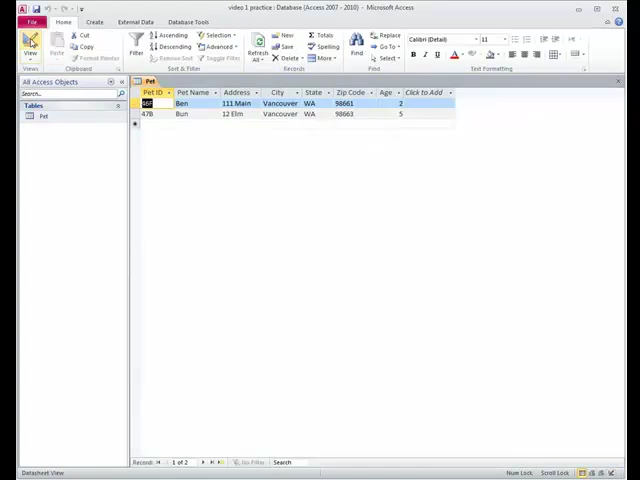 video 1 practice : Database (Access 2007 - 2010) - Microsoft Access
File Home Create External Data Database Tools
View
Views
Paste
Cut
Copy
Format Painter
Clipboard
Filter
Ascending
Descending
Remove Sort
Selection
Advanced
Toggle Filter
Sort & Filter
Refresh All
New
Save
Delete
Totals
Spelling
More
Records
Find
Replace
Go To
Select
Find
Calibri (Detail) 11
B I U
Text Formatting
All Access Objects
Search...
Tables
Pet
Pet
Pet ID Pet Name Address City State Zip Code Age Click to Add
46F Ben 111 Main Vancouver WA 98661 2
47B Bun 12 Elm Vancouver WA 98663 5
Record: 1 of 2 No Filter Search
Datasheet View Num Lock Scroll Lock